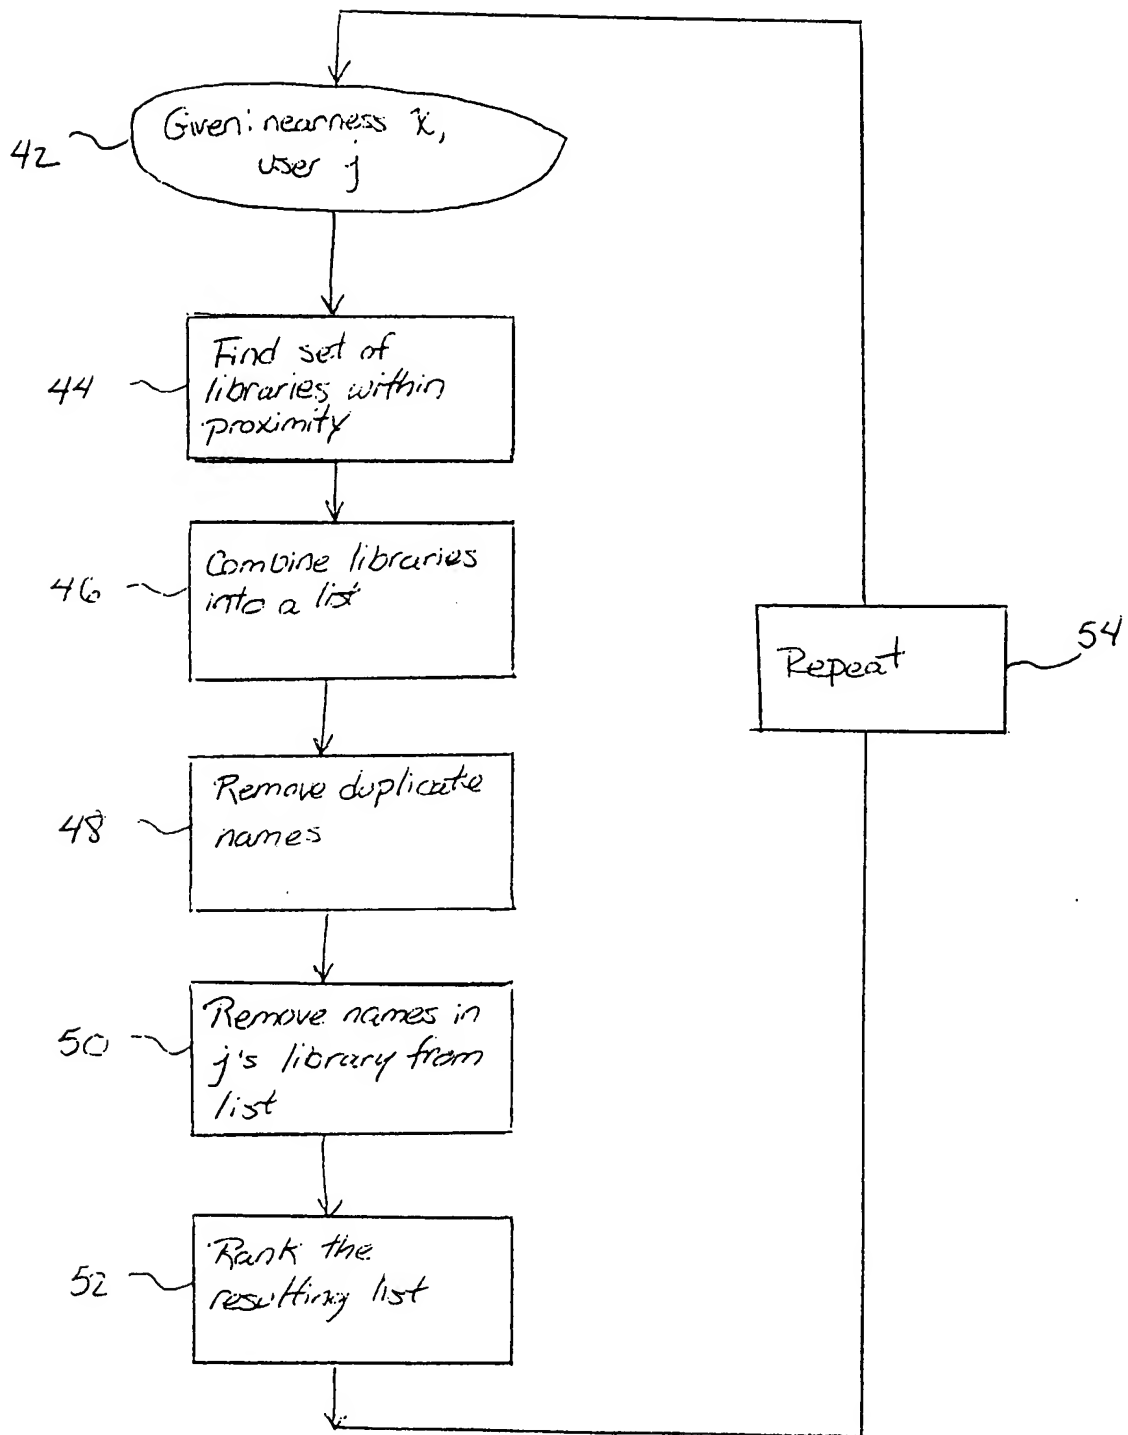 Given: nearness x,
user j
42
Find set of
libraries within
proximity
44
Combine libraries
into a list
46
Remove duplicate
names
48
Remove names in
j's library from
list
50
Rank the
resulting list
52
Repeat
54